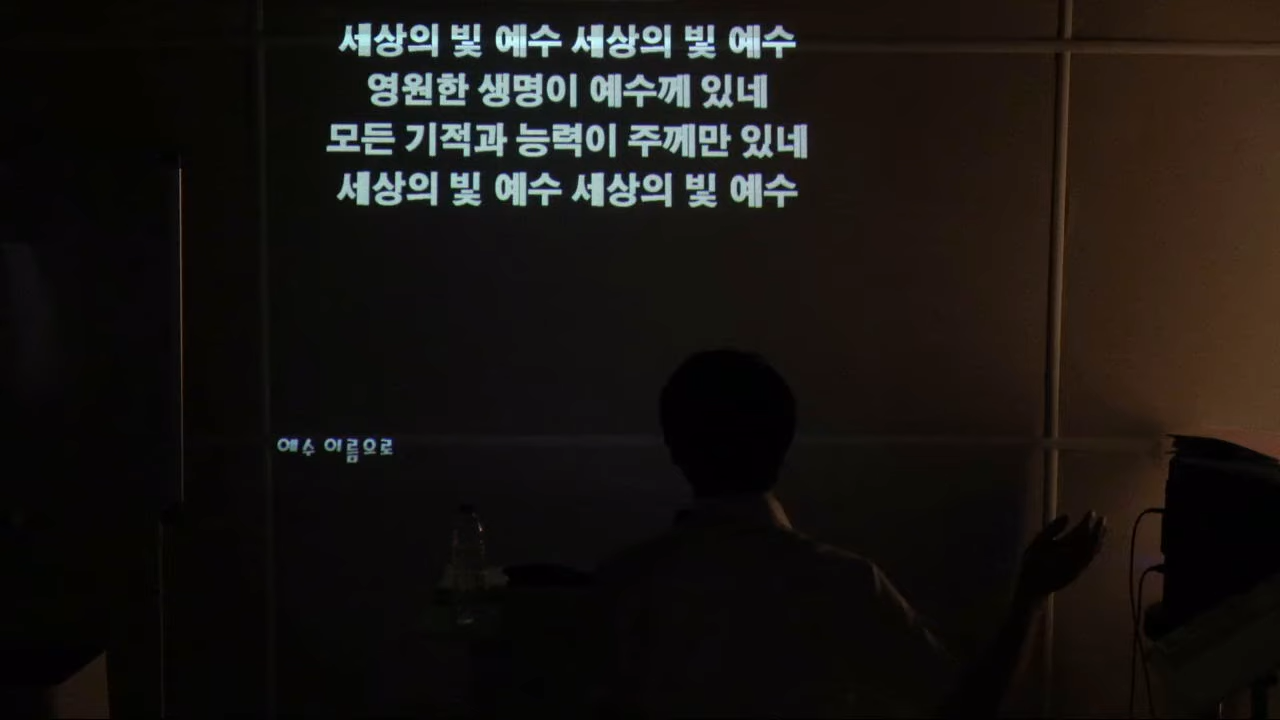 세상의 빛 예수 세상의 빛 예수
영원한 생명이 예수께 있네
모든 기적과 능력이 주께만 있네
세상의 빛 예수 세상의 빛 예수
예수 이름으로